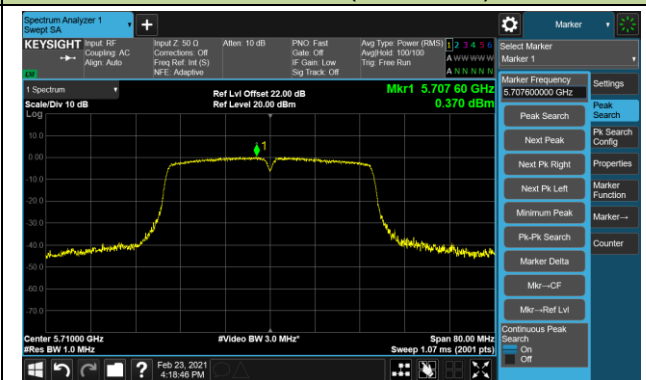 Spectrum Analyzer 1
Swept SA
Marker
KEYSIGHT
Input: RF
Coupling: AC
Align: Auto
Input Z: 50 Ω
Corrections: Off
Freq Ref: Int (S)
NFE: Adaptive
Atten: 10 dB
PNO: Fast
Gate: Off
IF Gain: Low
Sig Track: Off
Avg Type: Power (RMS)
Avg|Hold: 100/100
Trig: Free Run
1 2 3 4 5 6
A W W W W W
A N N N N N
Select Marker
Marker 1
1 Spectrum
Scale/Div 10 dB
Log
Ref Lvl Offset 22.00 dB
Ref Level 20.00 dBm
Mkr1 5.707 60 GHz
0.370 dBm
10.0
0.00
-10.0
-20.0
-30.0
-40.0
-50.0
-60.0
-70.0
1
Center 5.71000 GHz
#Res BW 1.0 MHz
#Video BW 3.0 MHz*
Span 80.00 MHz
Sweep 1.07 ms (2001 pts)
Marker Frequency
5.707600000 GHz
Peak Search
Next Peak
Next Pk Right
Next Pk Left
Minimum Peak
Pk-Pk Search
Marker Delta
Mkr→CF
Mkr→Ref Lvl
Continuous Peak
Search
On
Off
Settings
Peak
Search
Pk Search
Config
Properties
Marker
Function
Marker→
Counter
Feb 23, 2021
4:18:46 PM